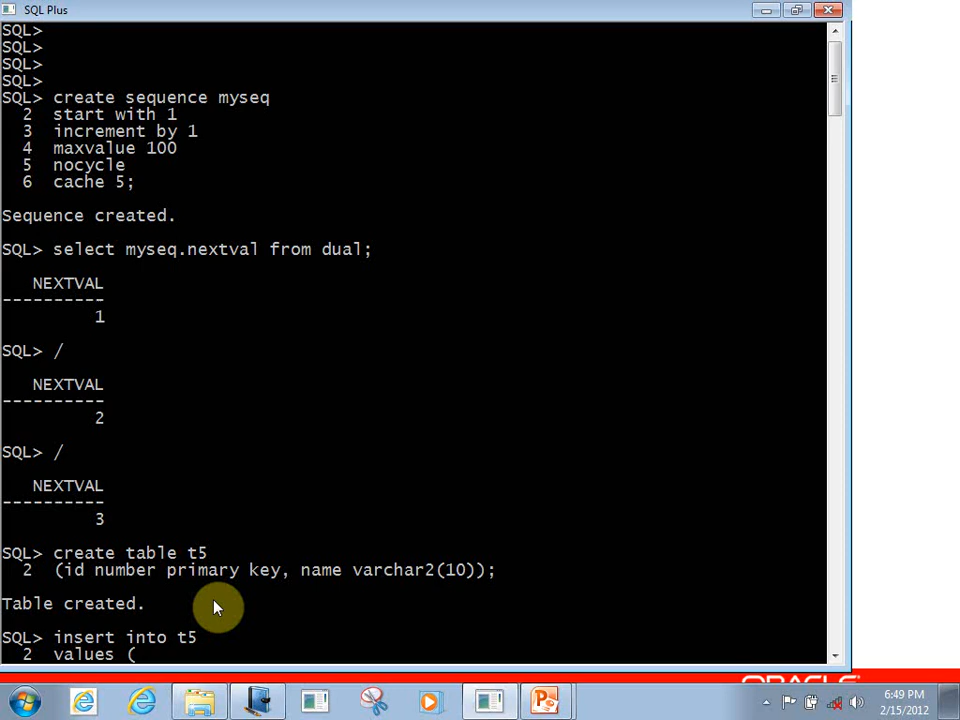 SQL Plus
SQL>
SQL>
SQL>
SQL>
SQL> create sequence myseq
2 start with 1
3 increment by 1
4 maxvalue 100
5 nocycle
6 cache 5;
Sequence created.
SQL> select myseq.nextval from dual;
NEXTVAL
----------
1
SQL> /
NEXTVAL
----------
2
SQL> /
NEXTVAL
----------
3
SQL> create table t5
2 (id number primary key, name varchar2(10));
Table created.
SQL> insert into t5
2 values (
ORACLE
6:49 PM
2/15/2012